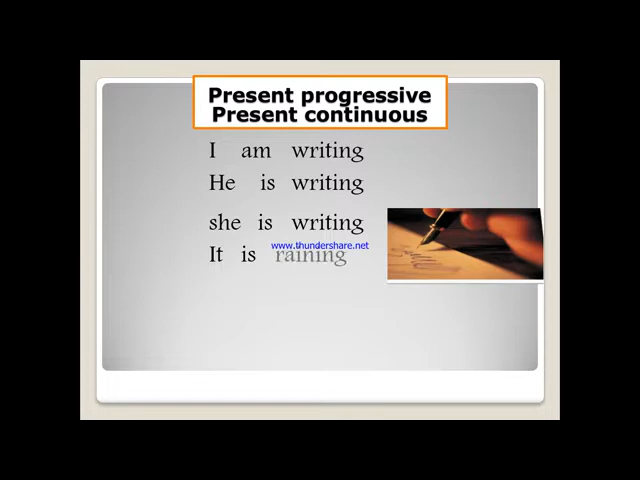 Present progressive
Present continuous
I am writing
He is writing
she is writing
www.thundershare.net
It is raining